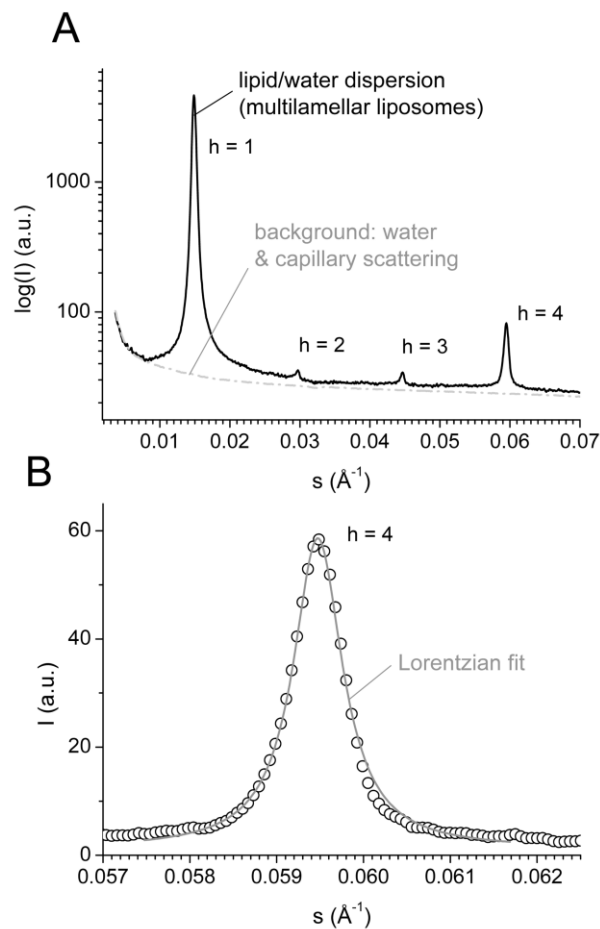 A
lipid/water dispersion
(multilamellar liposomes)
h = 1
1000
background: water
& capillary scattering
log(I) (a.u.)
100
h = 4
h = 2
h = 3
0.01 0.02 0.03 0.04 0.05 0.06 0.07
s (Å⁻¹)
B
60
h = 4
40
Lorentzian fit
I (a.u.)
20
0
0.057 0.058 0.059 0.060 0.061 0.062
s (Å⁻¹)